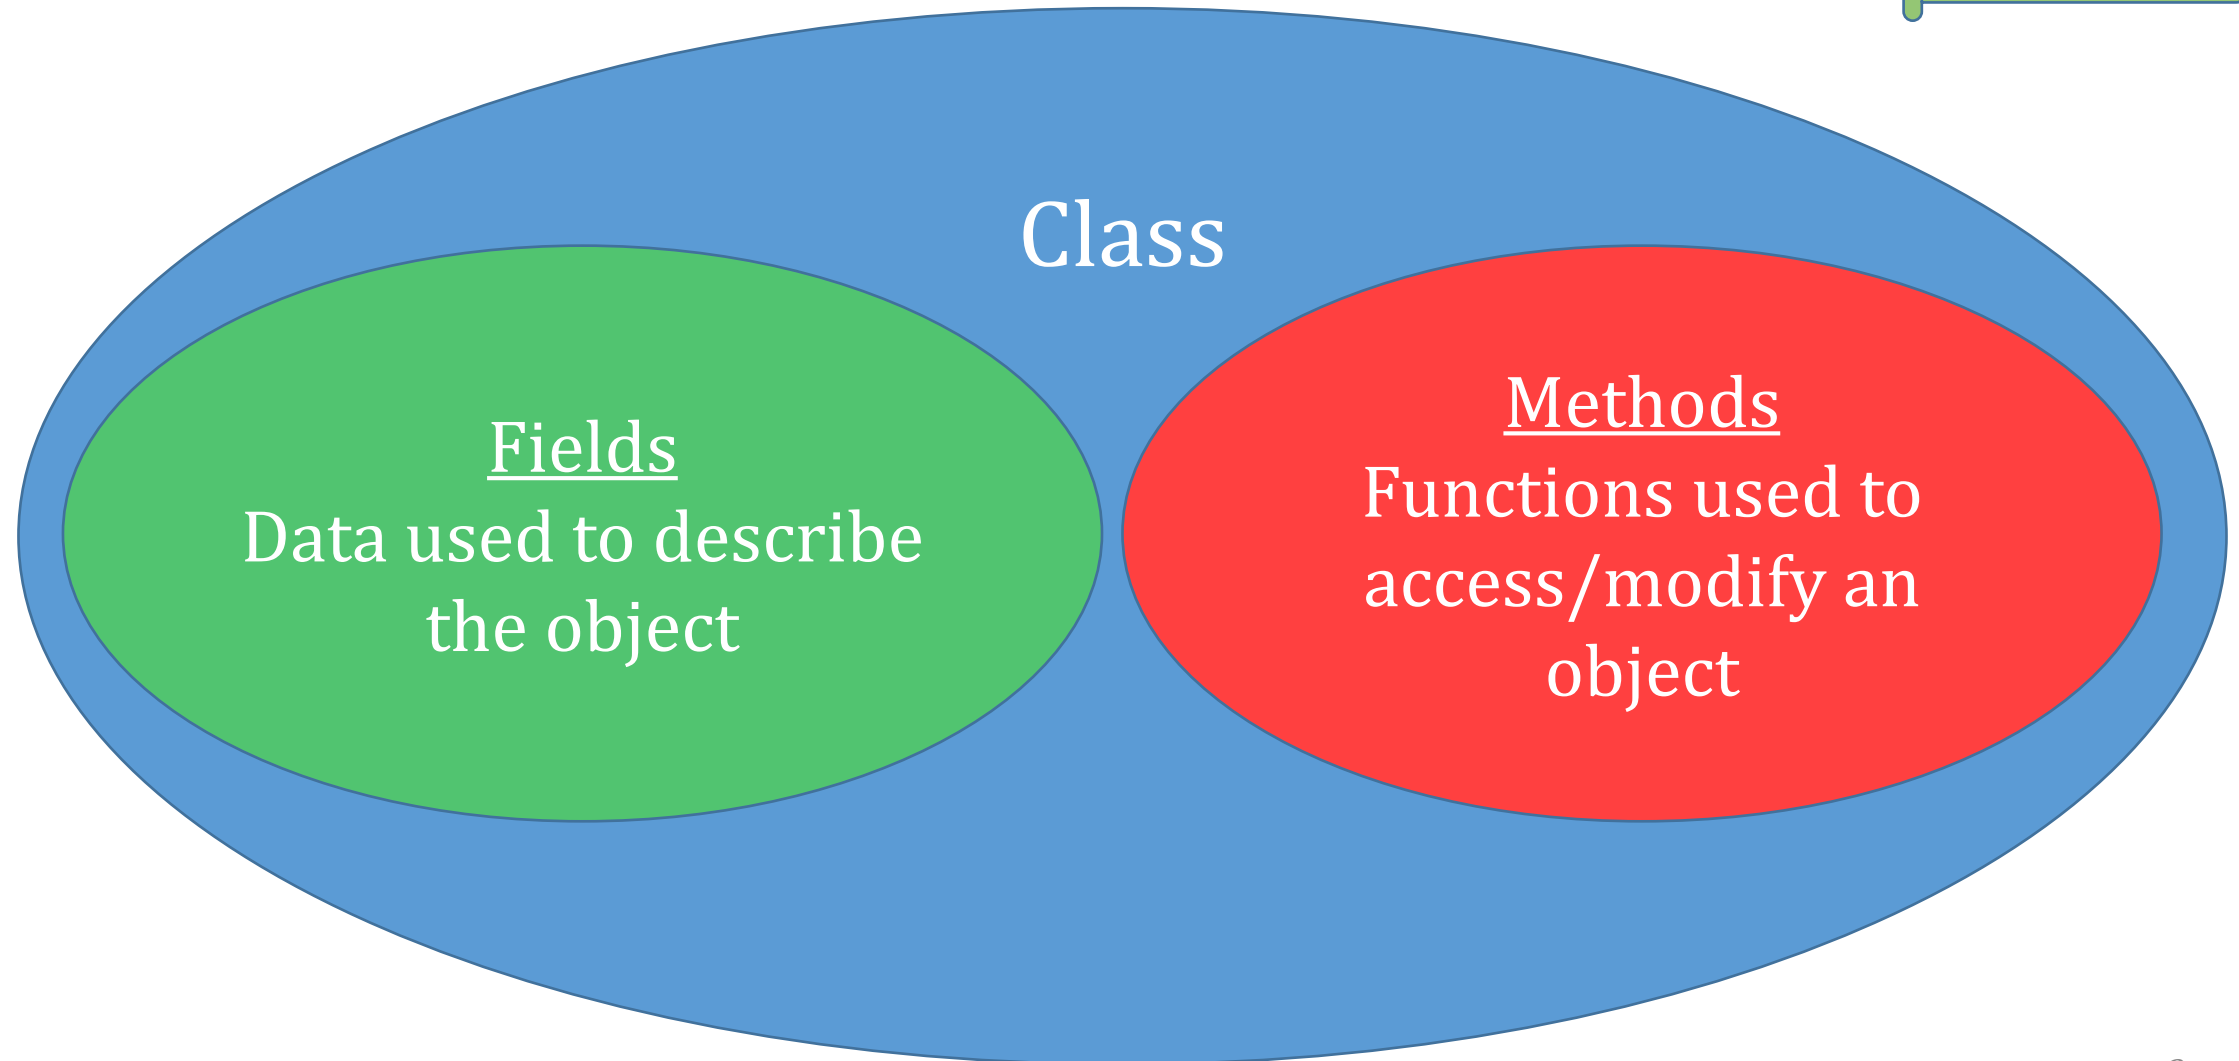 Class
Fields
Data used to describe
the object
Methods
Functions used to
access/modify an
object